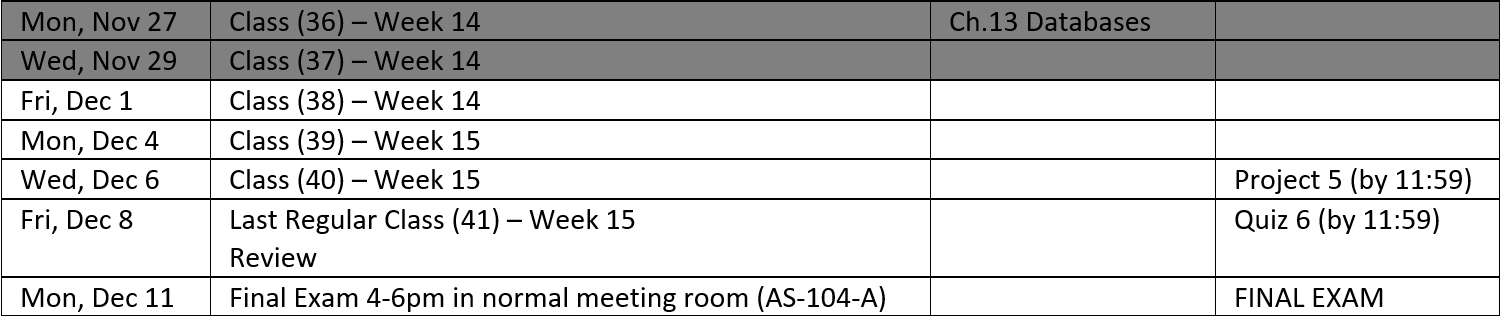 Mon, Nov 27 Class (36) – Week 14 Ch.13 Databases
Wed, Nov 29 Class (37) – Week 14
Fri, Dec 1 Class (38) – Week 14
Mon, Dec 4 Class (39) – Week 15
Wed, Dec 6 Class (40) – Week 15 Project 5 (by 11:59)
Fri, Dec 8 Last Regular Class (41) – Week 15 Quiz 6 (by 11:59)
Review
Mon, Dec 11 Final Exam 4-6pm in normal meeting room (AS-104-A) FINAL EXAM